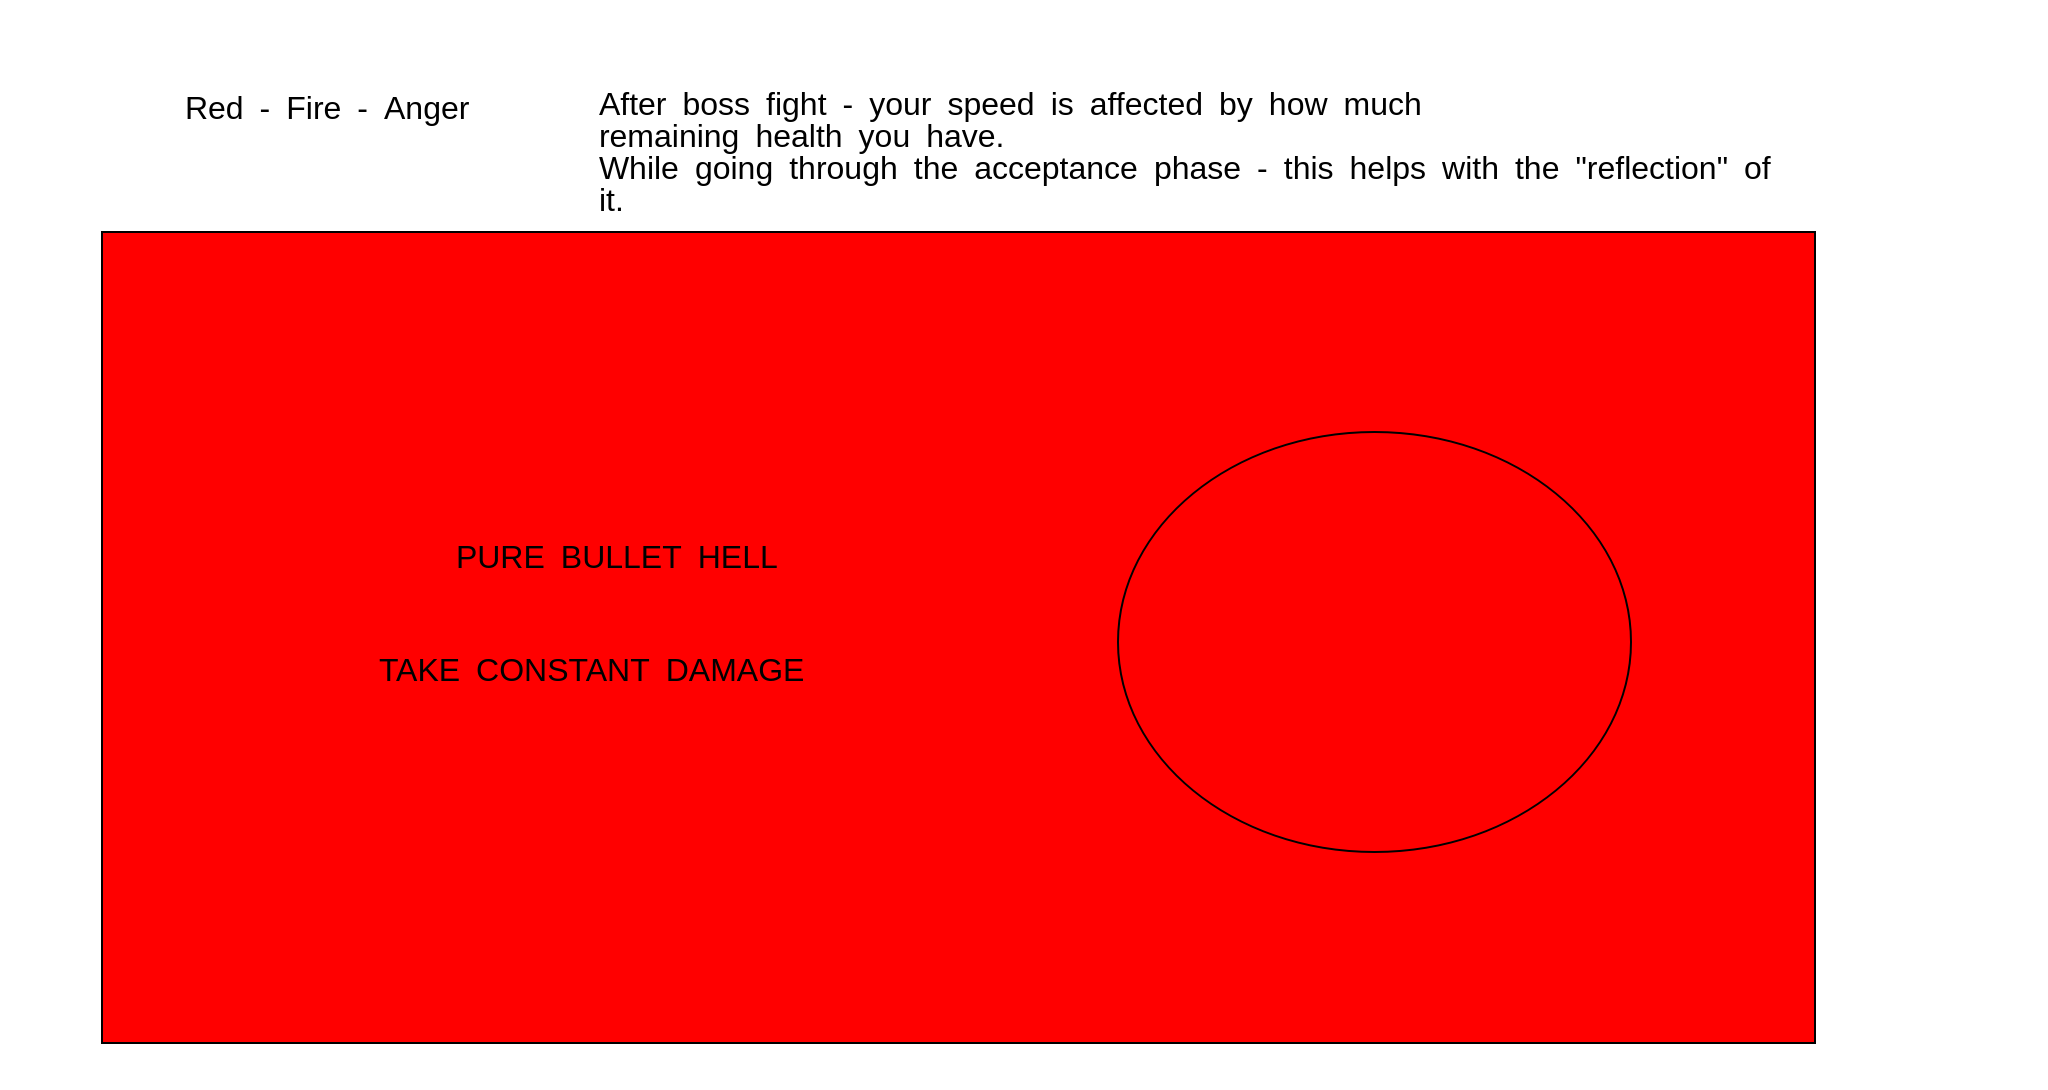 Red - Fire - Anger
After boss fight - your speed is affected by how much
remaining health you have.
While going through the acceptance phase - this helps with the "reflection" of
it.
PURE BULLET HELL
TAKE CONSTANT DAMAGE